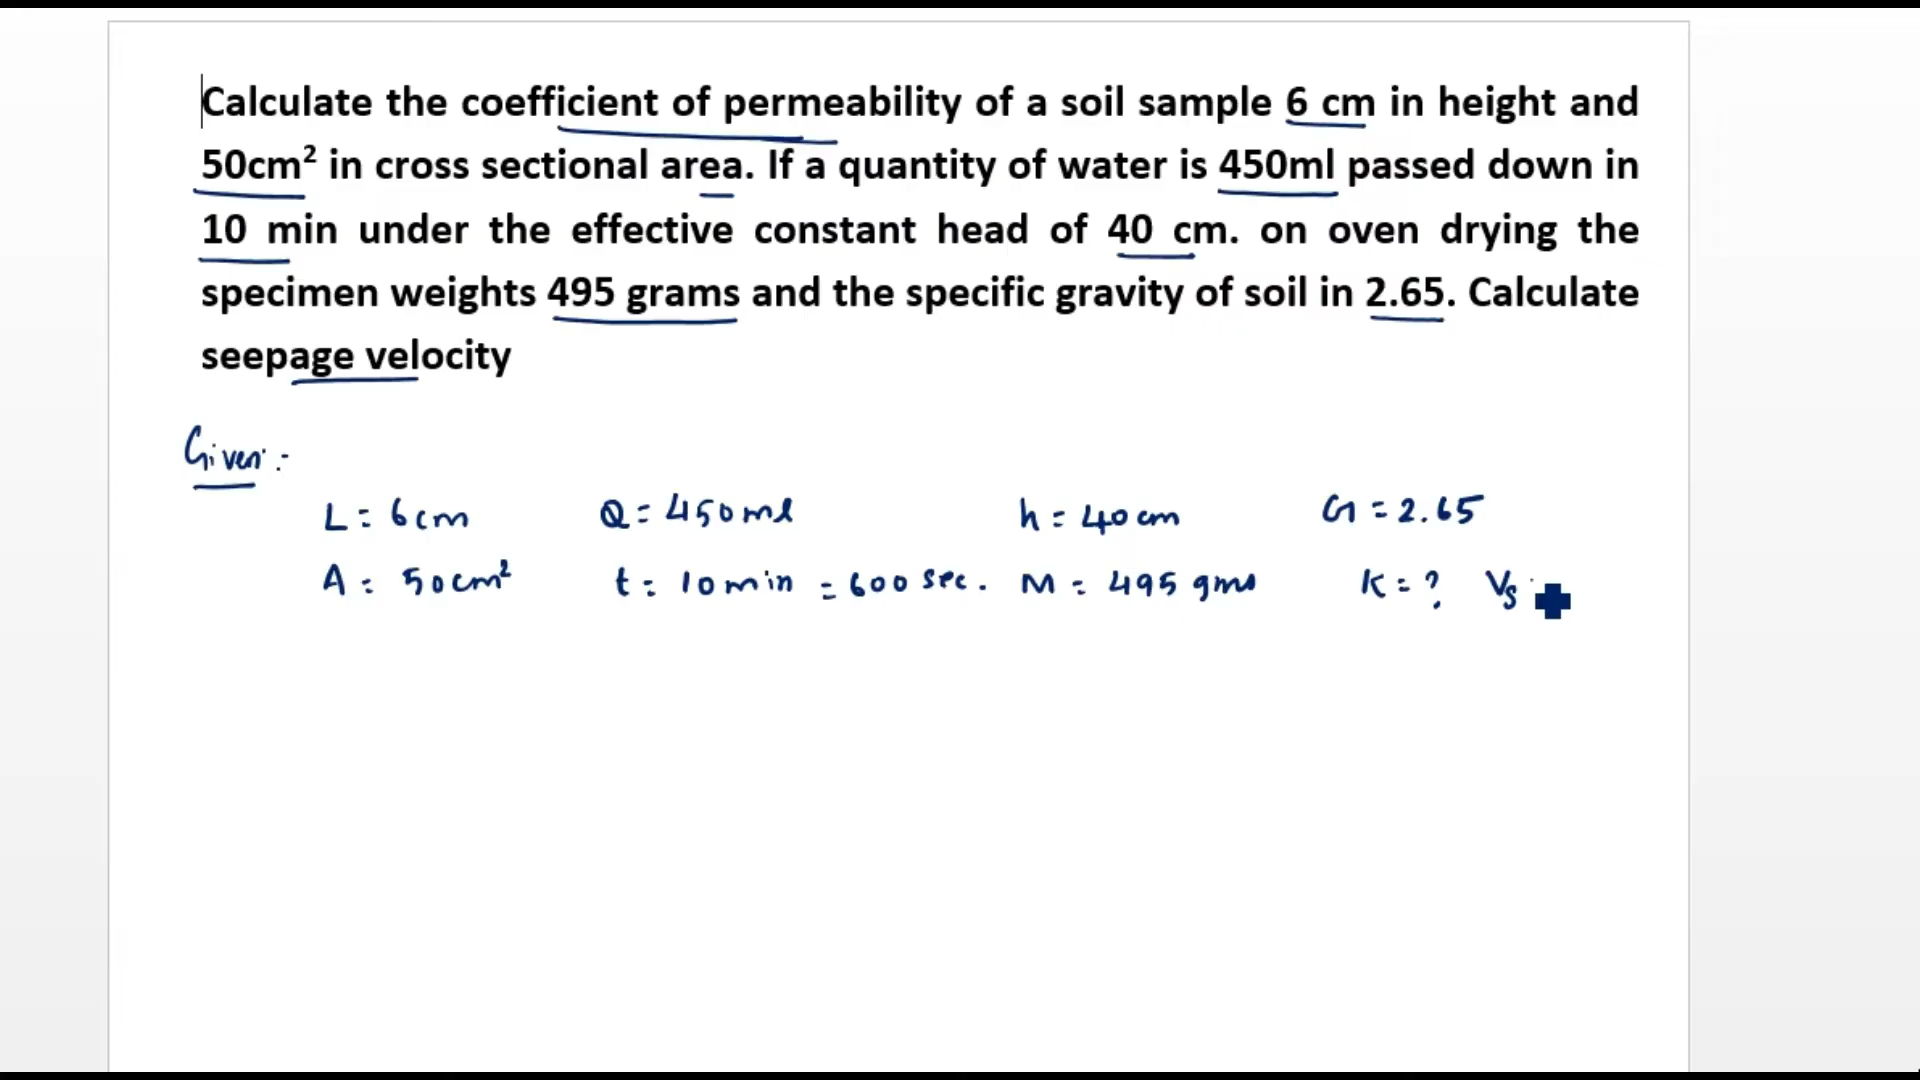 Calculate the coefficient of permeability of a soil sample 6 cm in height and
50cm² in cross sectional area. If a quantity of water is 450ml passed down in
10 min under the effective constant head of 40 cm. on oven drying the
specimen weights 495 grams and the specific gravity of soil in 2.65. Calculate
seepage velocity
Given :-
L = 6cm Q = 450ml h = 40cm G = 2.65
A = 50cm² t = 10min = 600 sec. M = 495 gms K = ? Vs